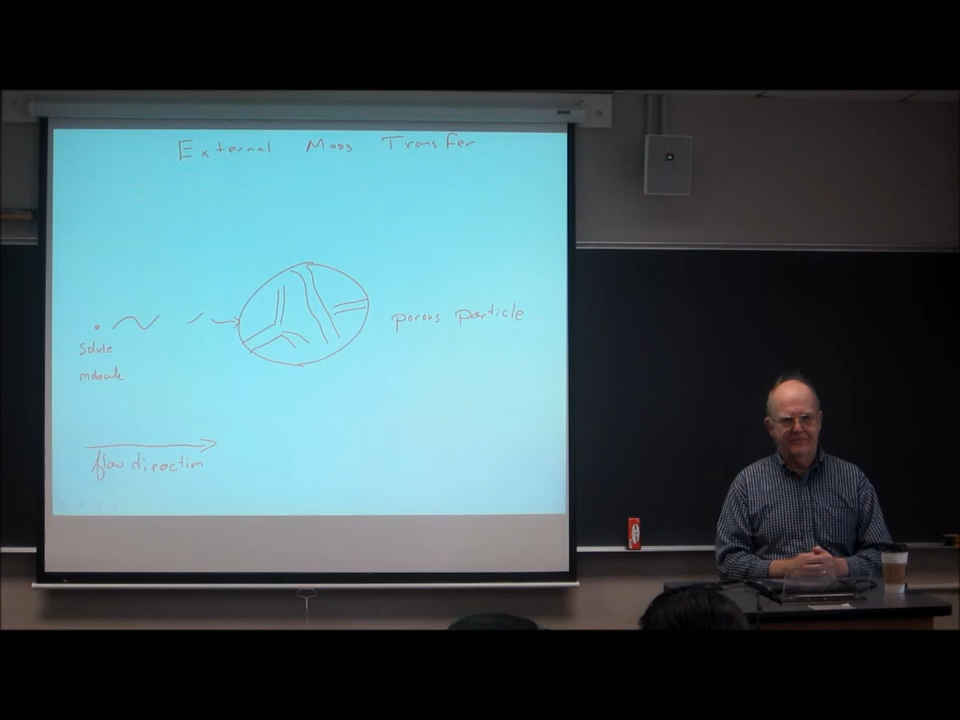 External Mass Transfer
porous particle
Solute
molecule
flow direction